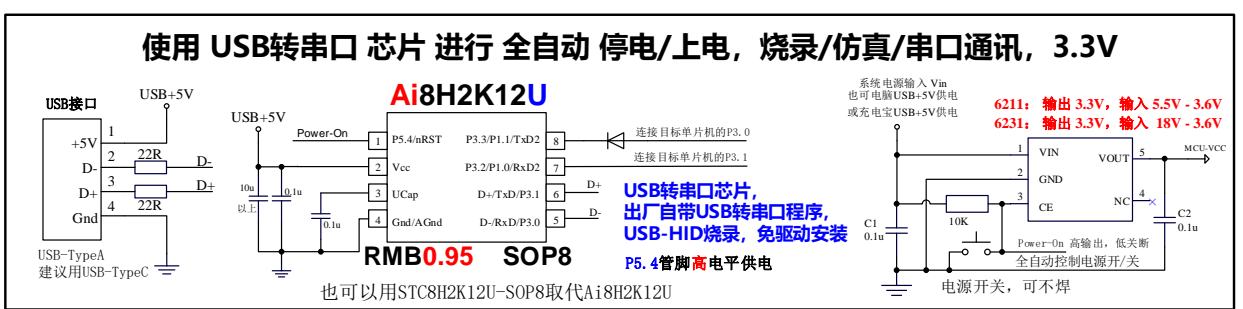 使用 USB转串口 芯片 进行 全自动 停电/上电，烧录/仿真/串口通讯，3.3V
USB接口
USB+5V
+5V
1
D-
2
22R
D-
D+
3
22R
D+
Gnd
4
USB-TypeA
建议用USB-TypeC
Ai8H2K12U
USB+5V
Power-On
10u
以上
0.1u
0.1u
1
P5.4/nRST
2
Vcc
3
UCap
4
Gnd/AGnd
P3.3/P1.1/TxD2
8
P3.2/P1.0/RxD2
7
D+/TxD/P3.1
6
D+
D-/RxD/P3.0
5
D-
连接目标单片机的P3.0
连接目标单片机的P3.1
RMB0.95
SOP8
USB转串口芯片，
出厂自带USB转串口程序，
USB-HID烧录，免驱动安装
P5.4管脚高电平供电
也可以用STC8H2K12U-SOP8取代Ai8H2K12U
系统电源输入 Vin
也可电脑USB+5V供电
或充电宝USB+5V供电
6211： 输出 3.3V，输入 5.5V - 3.6V
6231： 输出 3.3V，输入 18V - 3.6V
1
VIN
2
GND
3
CE
VOUT
5
NC
4
MCU-VCC
C1
0.1u
10K
C2
0.1u
Power-On 高输出，低关断
全自动控制电源开/关
电源开关，可不焊